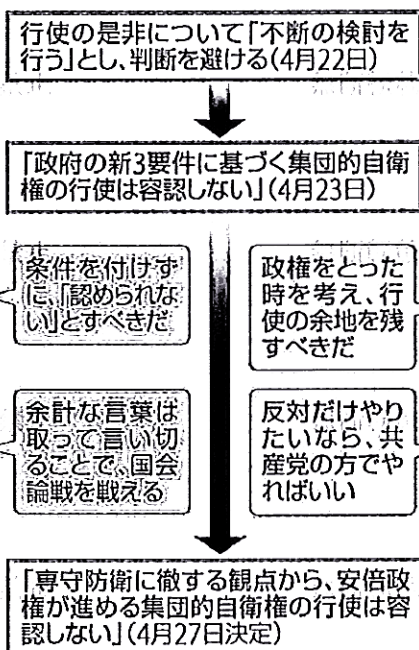 行使の是非について「不断の検討を
行う」とし、判断を避ける(4月22日)
「政府の新3要件に基づく集団的自衛
権の行使は容認しない」(4月23日)
条件を付けず
に、「認められな
い」とすべきだ
政権をとった
時を考え、行
使の余地を残
すべきだ
余計な言葉は
取って言い切
ることで、国会
論戦を戦える
反対だけやり
たいなら、共
産党の方でや
ればいい
「専守防衛に徹する観点から、安倍政
権が進める集団的自衛権の行使は容
認しない」(4月27日決定)